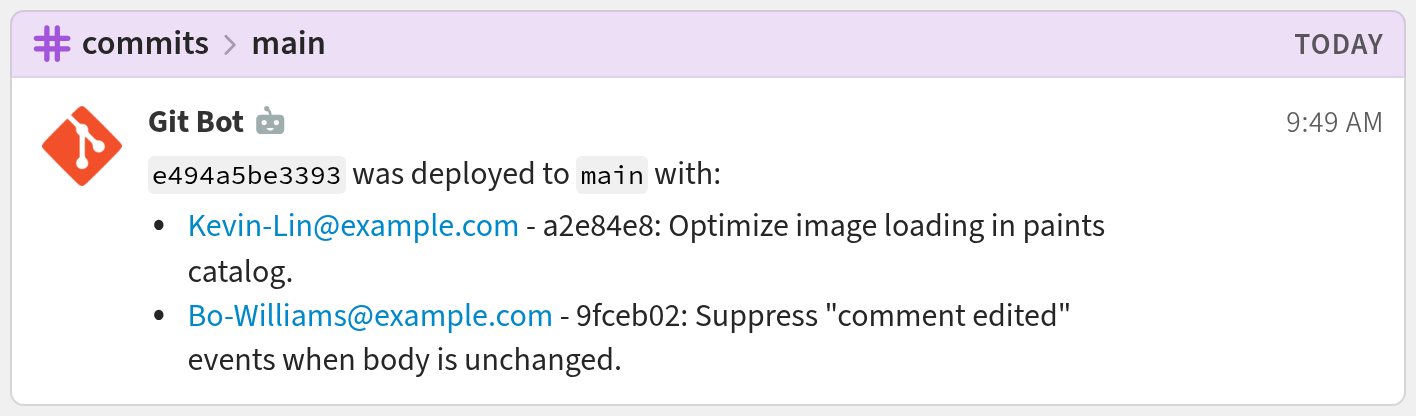 commits > main TODAY
Git Bot 9:49 AM
e494a5be3393 was deployed to main with:
• Kevin-Lin@example.com - a2e84e8: Optimize image loading in paints
catalog.
• Bo-Williams@example.com - 9fceb02: Suppress "comment edited"
events when body is unchanged.